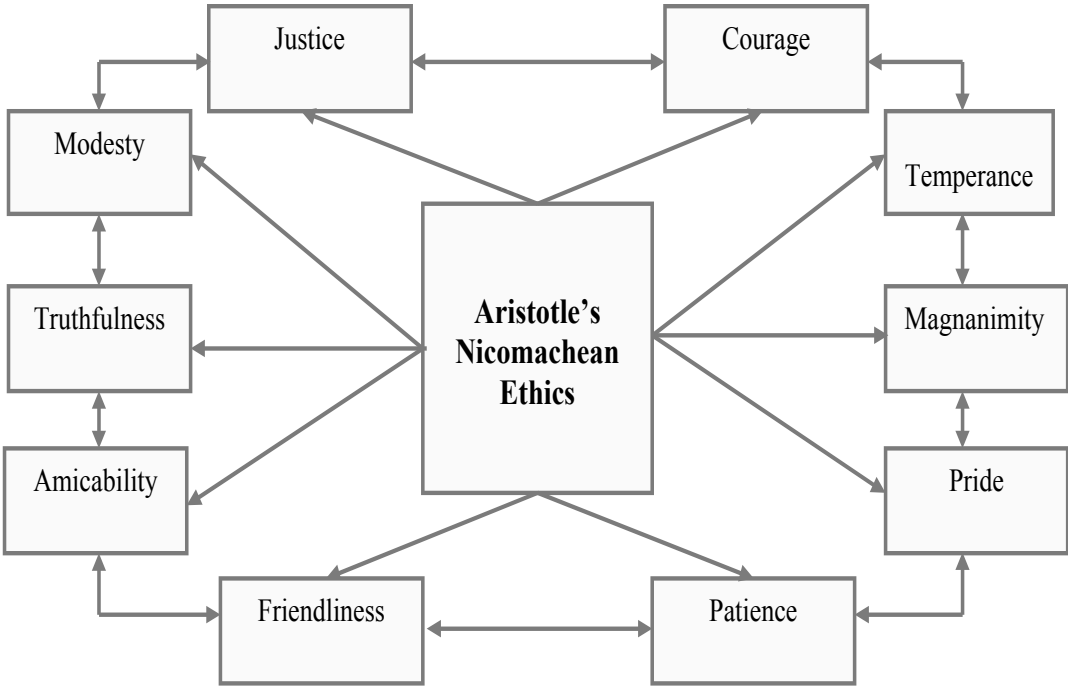 Justice
Courage
Modesty
Temperance
Aristotle’s
Nicomachean
Ethics
Truthfulness
Magnanimity
Amicability
Pride
Friendliness
Patience